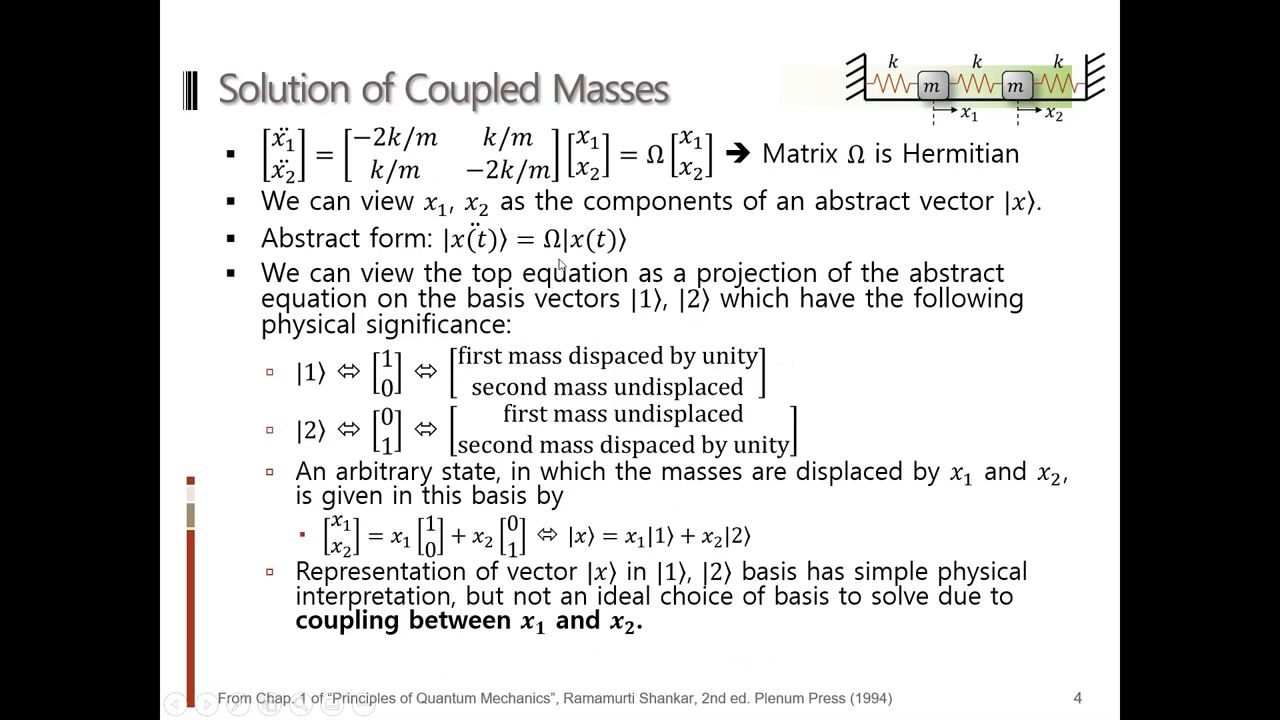 Solution of Coupled Masses
k k k
m m
x₁ x₂
▪ [ẍ₁ ẍ₂] = [−2k/m k/m k/m −2k/m] [x₁ x₂] = Ω [x₁ x₂] ➔ Matrix Ω is Hermitian
▪ We can view x₁, x₂ as the components of an abstract vector |x⟩.
▪ Abstract form: |ẍ(t)⟩ = Ω|x(t)⟩
▪ We can view the top equation as a projection of the abstract
equation on the basis vectors |1⟩, |2⟩ which have the following
physical significance:
▫ |1⟩ ⇔ [1 0] ⇔ [first mass dispaced by unity
second mass undisplaced]
▫ |2⟩ ⇔ [0 1] ⇔ [first mass undisplaced
second mass dispaced by unity]
▫ An arbitrary state, in which the masses are displaced by x₁ and x₂,
is given in this basis by
▪ [x₁ x₂] = x₁ [1 0] + x₂ [0 1] ⇔ |x⟩ = x₁|1⟩ + x₂|2⟩
▫ Representation of vector |x⟩ in |1⟩, |2⟩ basis has simple physical
interpretation, but not an ideal choice of basis to solve due to
coupling between x₁ and x₂.
From Chap. 1 of “Principles of Quantum Mechanics”, Ramamurti Shankar, 2nd ed. Plenum Press (1994)
4